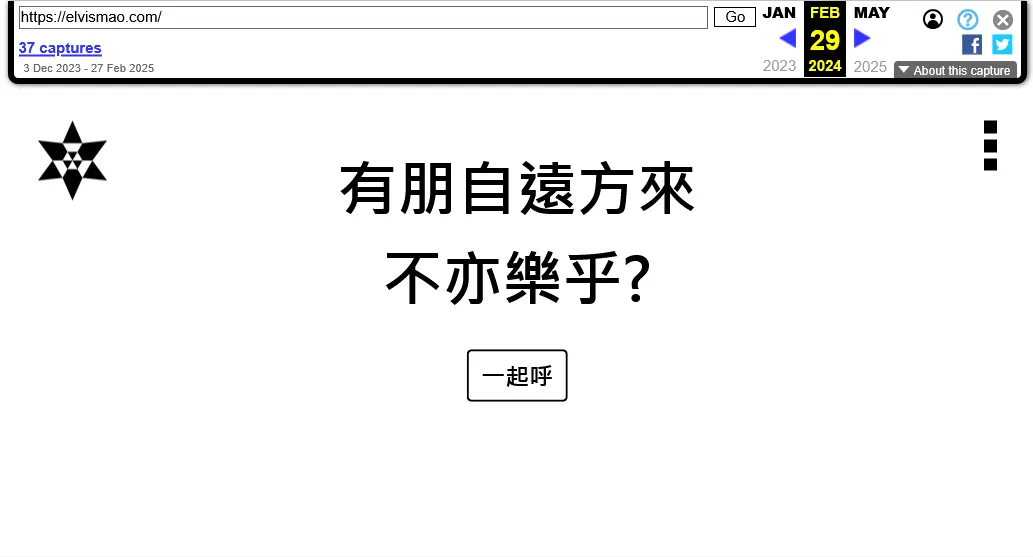 https://elvismao.com/
Go
JAN FEB MAY
37 captures
29
3 Dec 2023 - 27 Feb 2025
2023 2024 2025
About this capture
有朋自遠方來
不亦樂乎?
一起呼